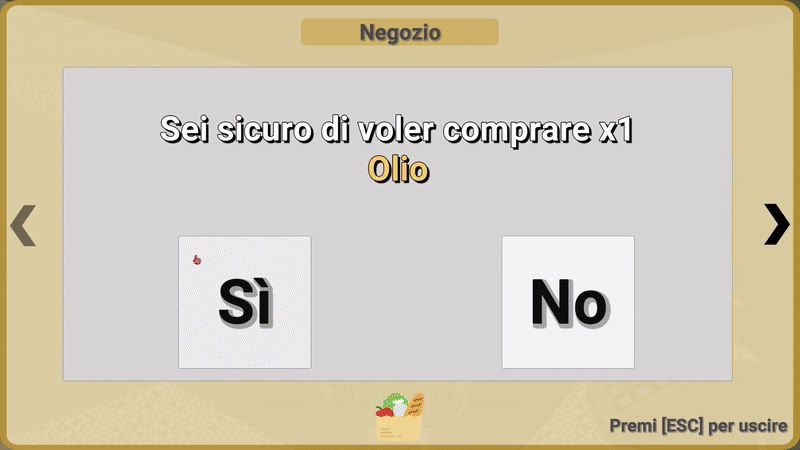 Negozio
Sei sicuro di voler comprare x1
Olio
Sì
No
Premi [ESC] per uscire